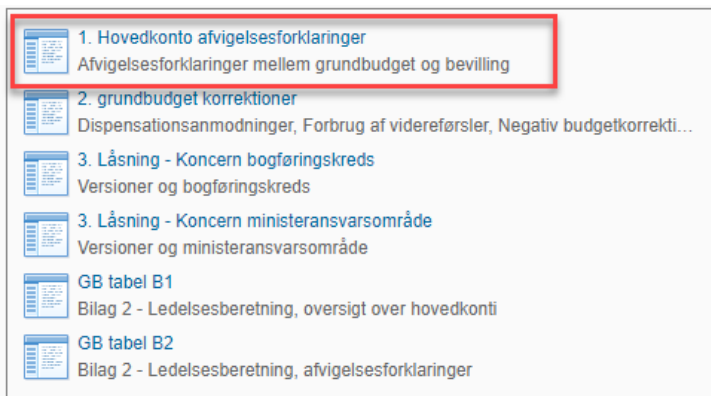 1. Hovedkonto afvigelsesforklaringer
Afvigelsesforklaringer mellem grundbudget og bevilling
2. grundbudget korrektioner
Dispensationsanmodninger, Forbrug af videreførsler, Negativ budgetkorrekti...
3. Låsning - Koncern bogføringskreds
Versioner og bogføringskreds
3. Låsning - Koncern ministeransvarsområde
Versioner og ministeransvarsområde
GB tabel B1
Bilag 2 - Ledelsesberetning, oversigt over hovedkonti
GB tabel B2
Bilag 2 - Ledelsesberetning, afvigelsesforklaringer